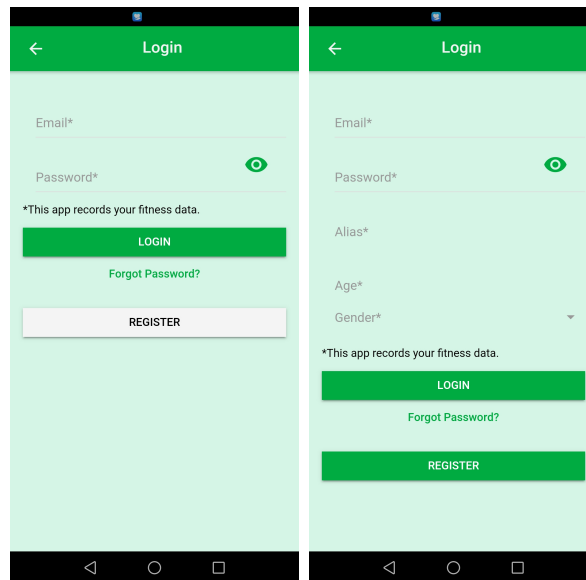 Login
Email*
Password*
*This app records your fitness data.
LOGIN
Forgot Password?
REGISTER
Login
Email*
Password*
Alias*
Age*
Gender*
*This app records your fitness data.
LOGIN
Forgot Password?
REGISTER